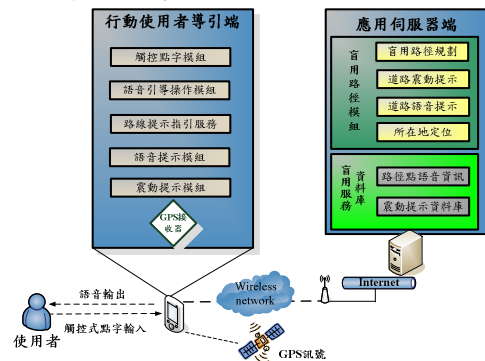 行動使用者導引端
觸控點字模組
語音引導操作模組
路線提示指引服務
語音提示模組
震動提示模組
GPS接
收器
應用伺服器端
盲用路徑模組
盲用路徑規劃
道路震動提示
道路語音提示
所在地定位
盲用服務
資料庫
路徑點語音資訊
震動提示資料庫
語音輸出
觸控式點字輸入
使用者
Wireless
network
Internet
GPS訊號